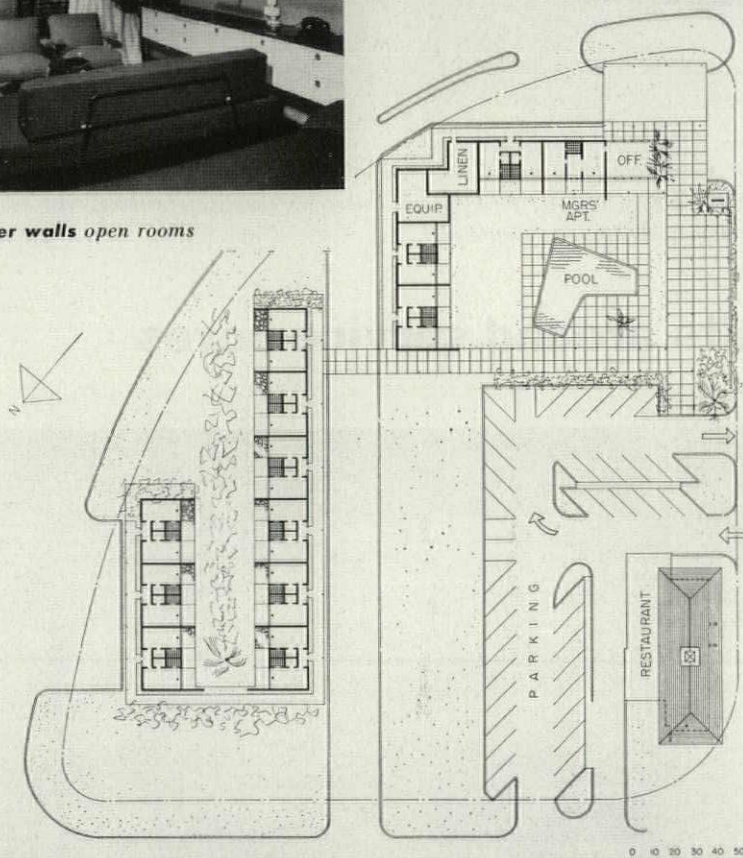 er walls open rooms
LINEN
OFF.
EQUIP.
MGRS'
APT.
POOL
N
PARKING
RESTAURANT
0 10 20 30 40 50